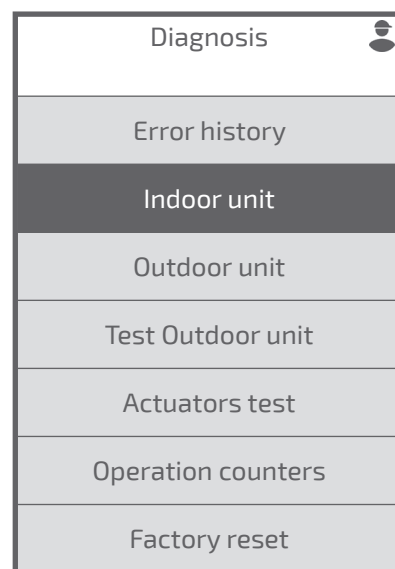 Diagnosis
Error history
Indoor unit
Outdoor unit
Test Outdoor unit
Actuators test
Operation counters
Factory reset